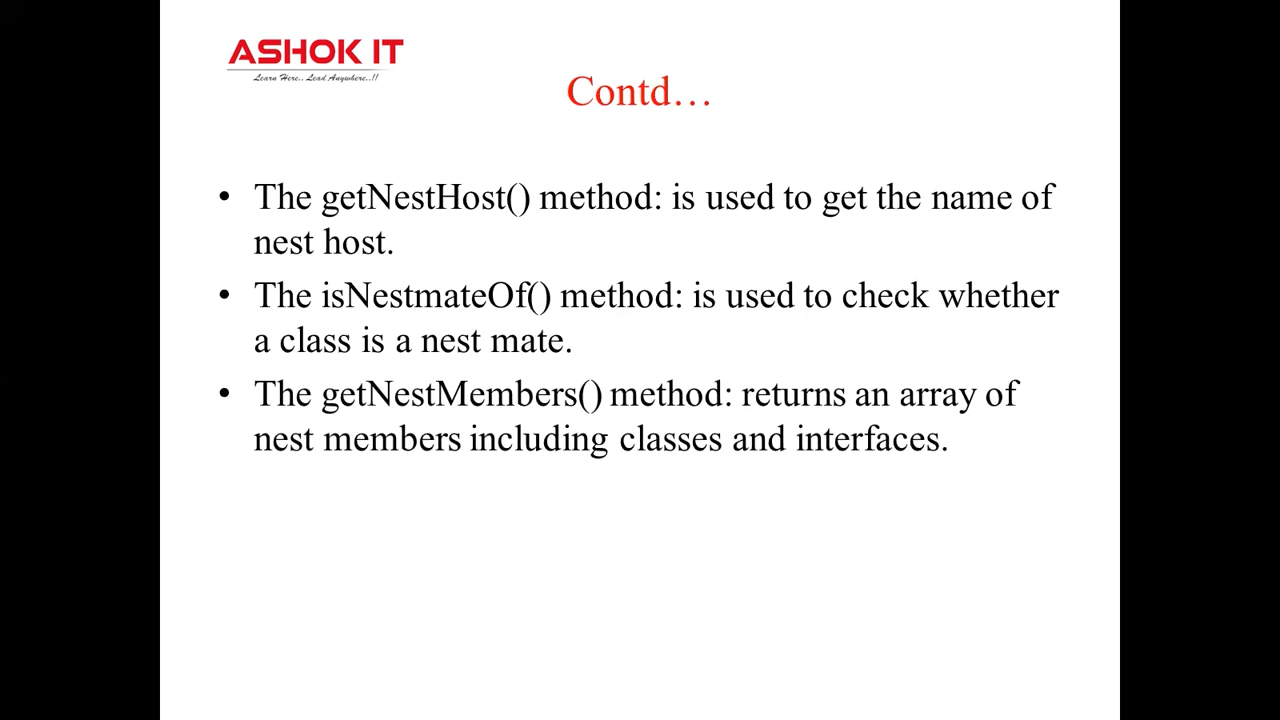 ASHOK IT
Learn Here.. Lead Anywhere..!!
Contd…
• The getNestHost() method: is used to get the name of
nest host.
• The isNestmateOf() method: is used to check whether
a class is a nest mate.
• The getNestMembers() method: returns an array of
nest members including classes and interfaces.